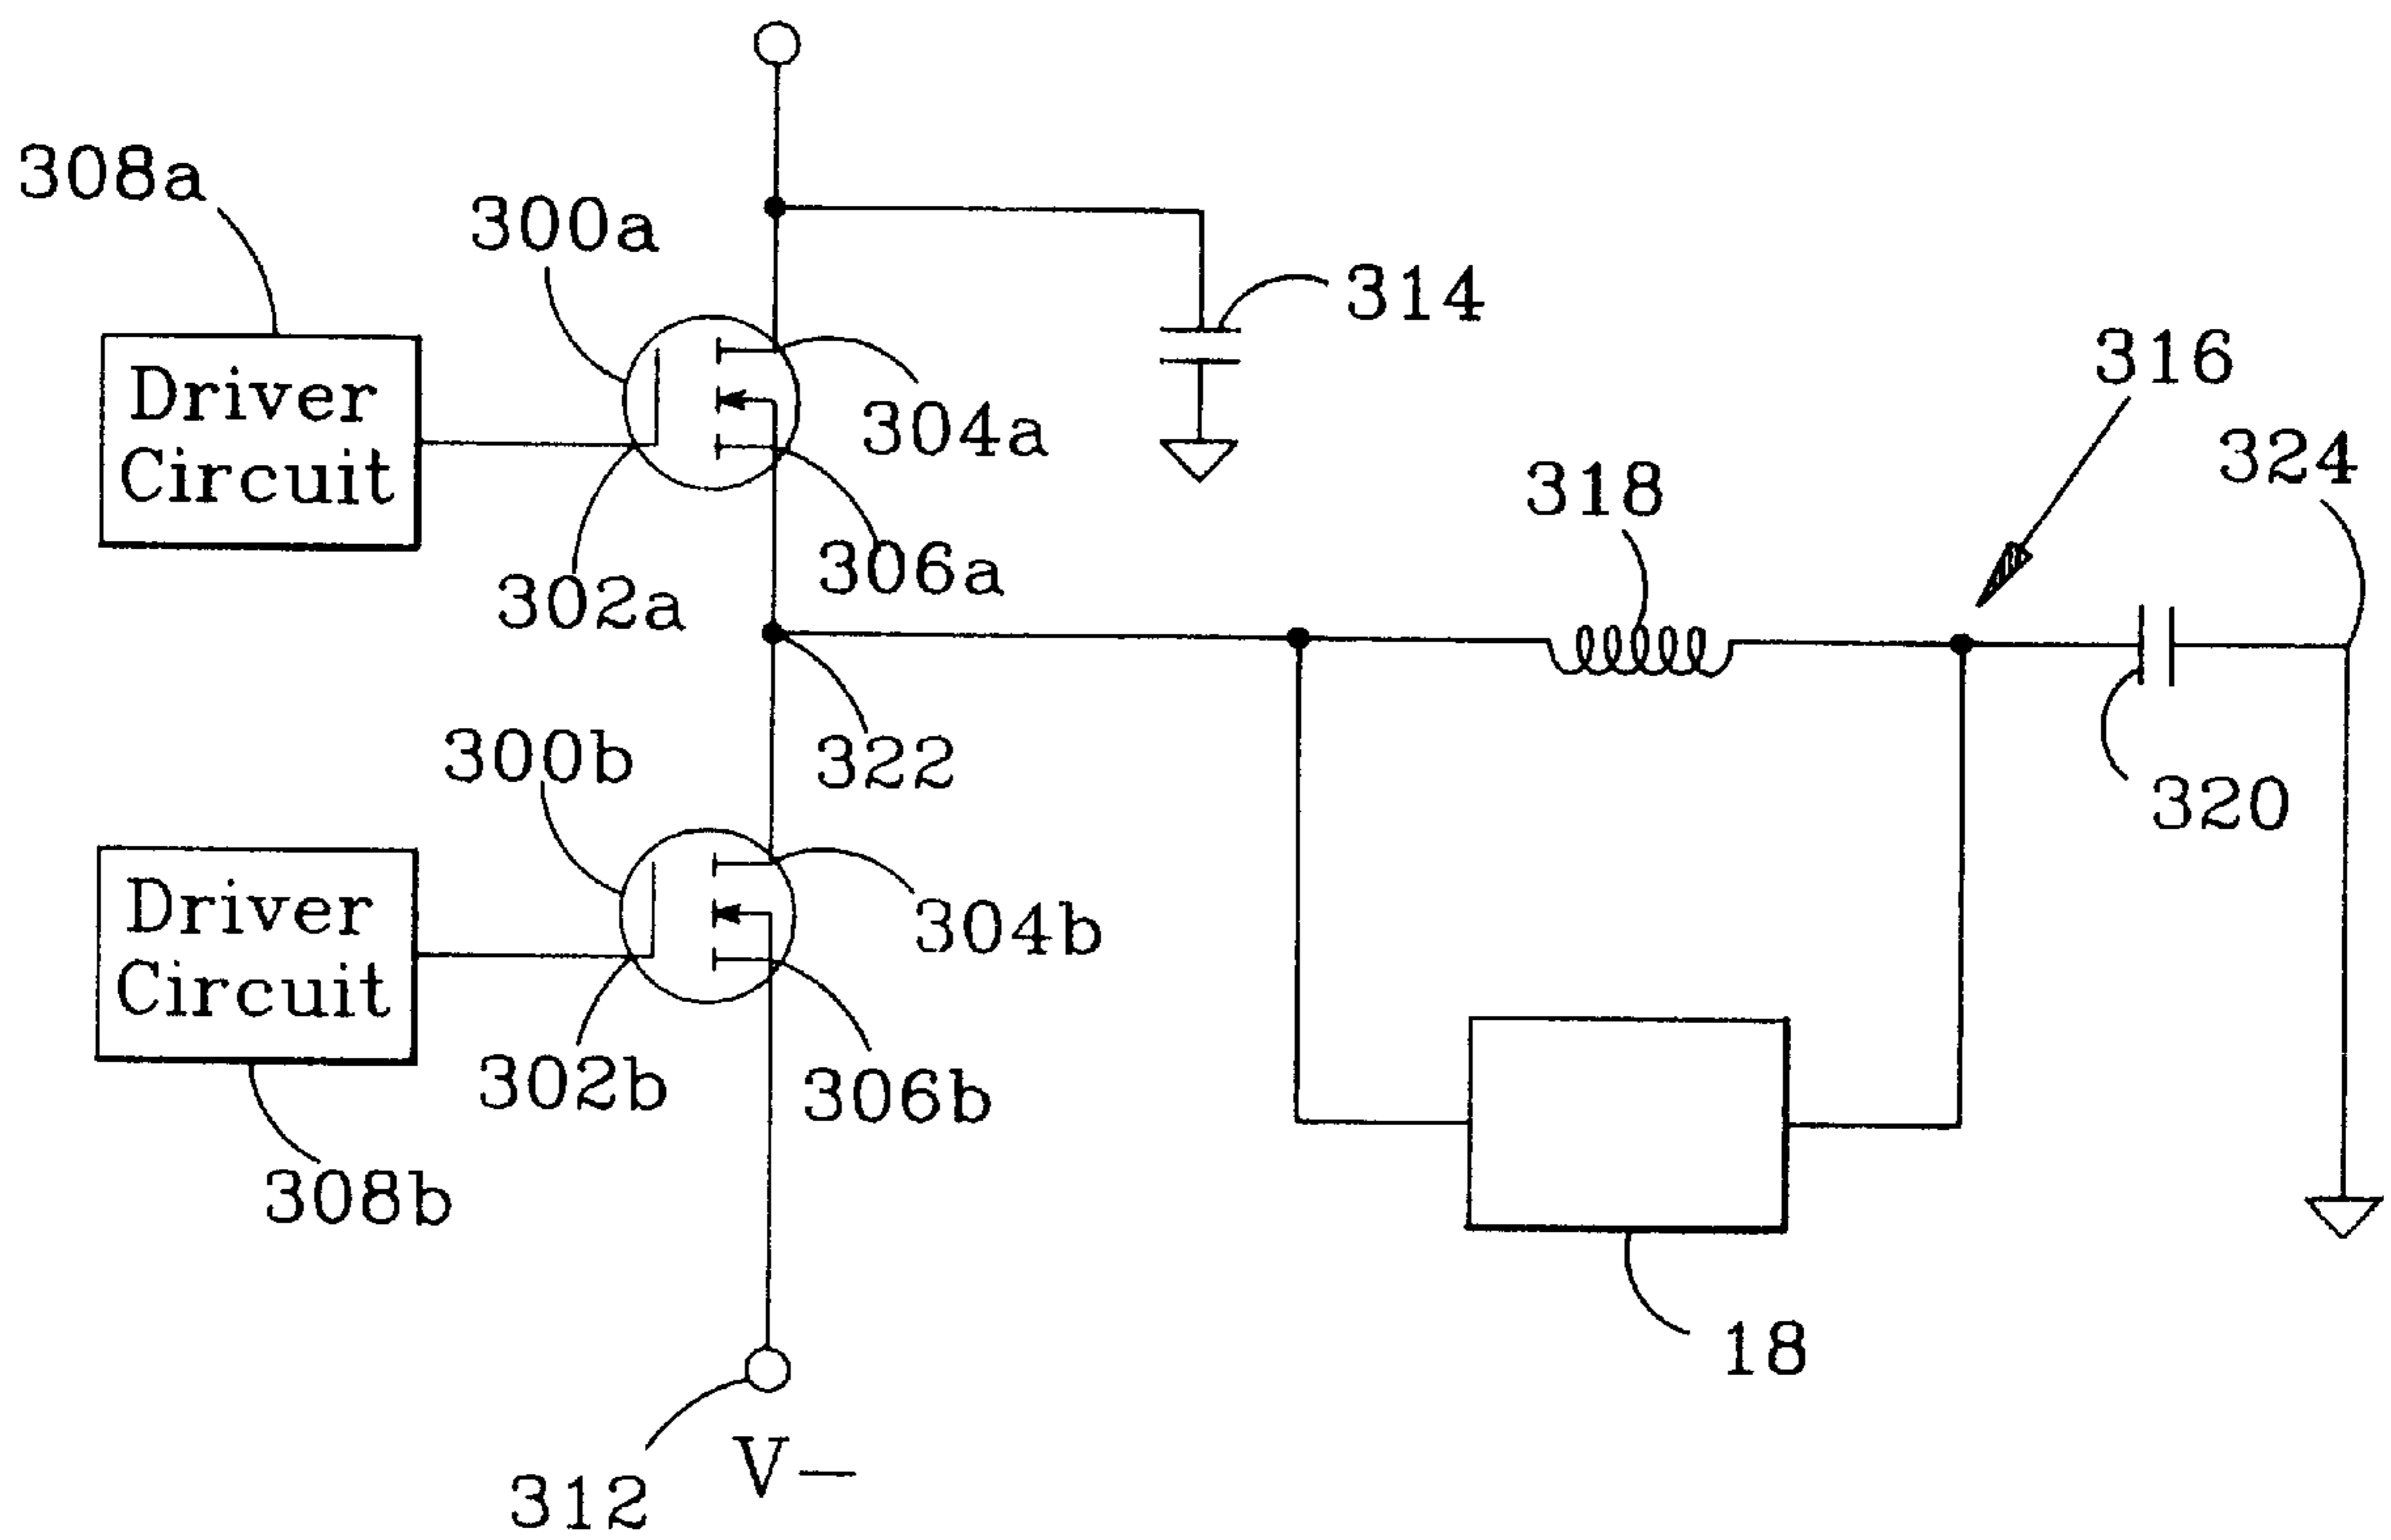 308a
300a
314
316
Driver
Circuit
304a
324
318
306a
302a
300b
322
320
Driver
Circuit
304b
302b
306b
308b
18
312
V−